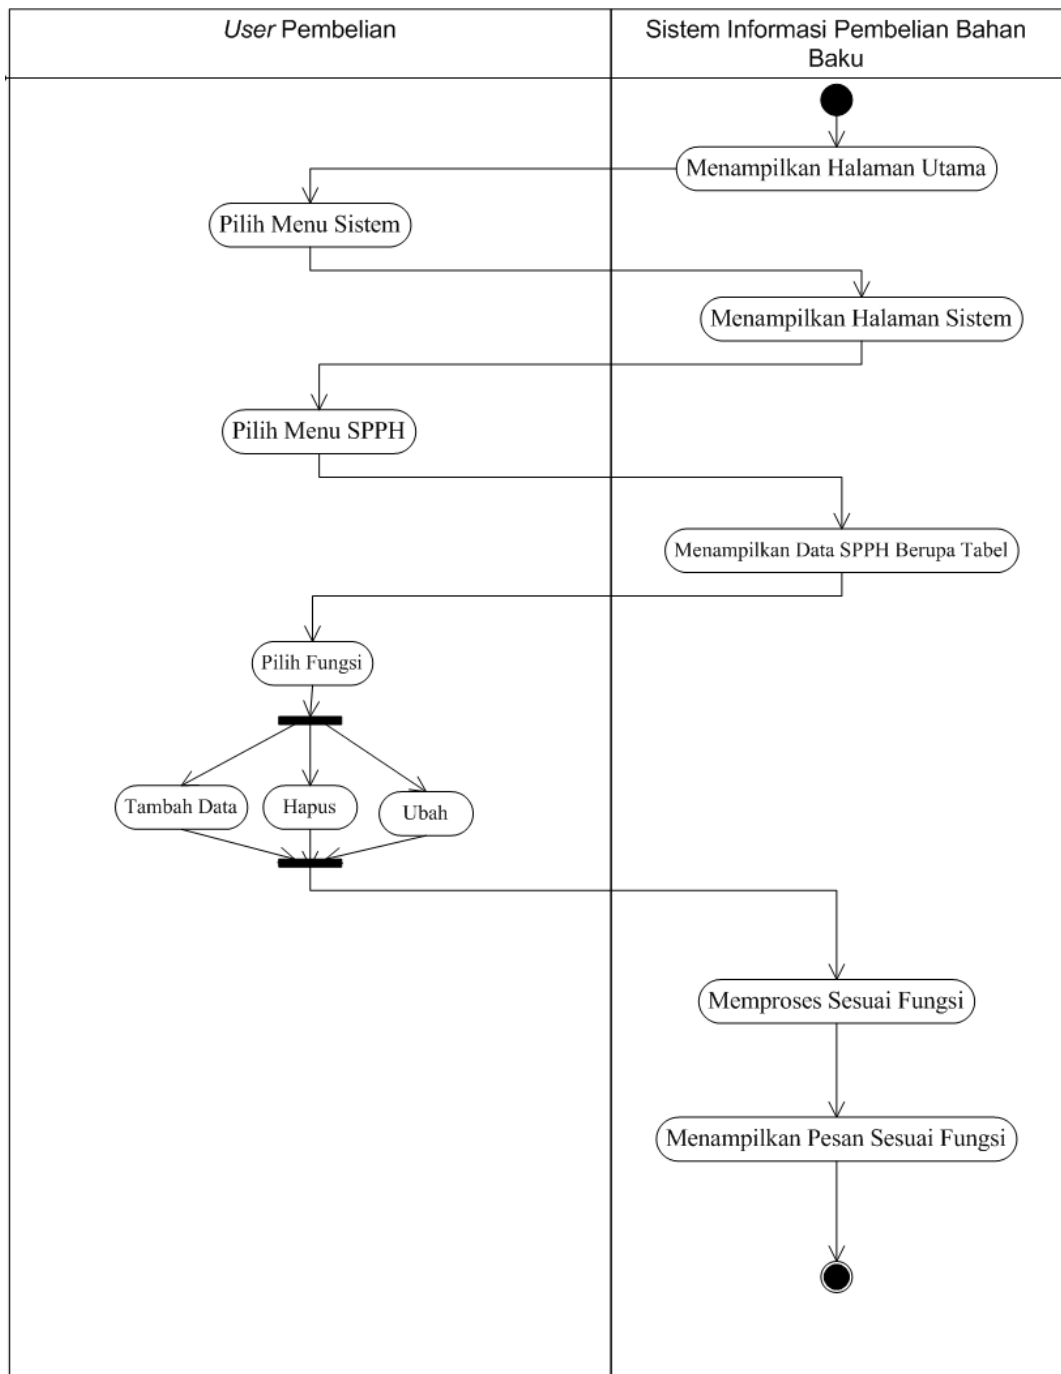 User Pembelian
Sistem Informasi Pembelian Bahan
Baku
Menampilkan Halaman Utama
Pilih Menu Sistem
Menampilkan Halaman Sistem
Pilih Menu SPPH
Menampilkan Data SPPH Berupa Tabel
Pilih Fungsi
Tambah Data
Hapus
Ubah
Memproses Sesuai Fungsi
Menampilkan Pesan Sesuai Fungsi